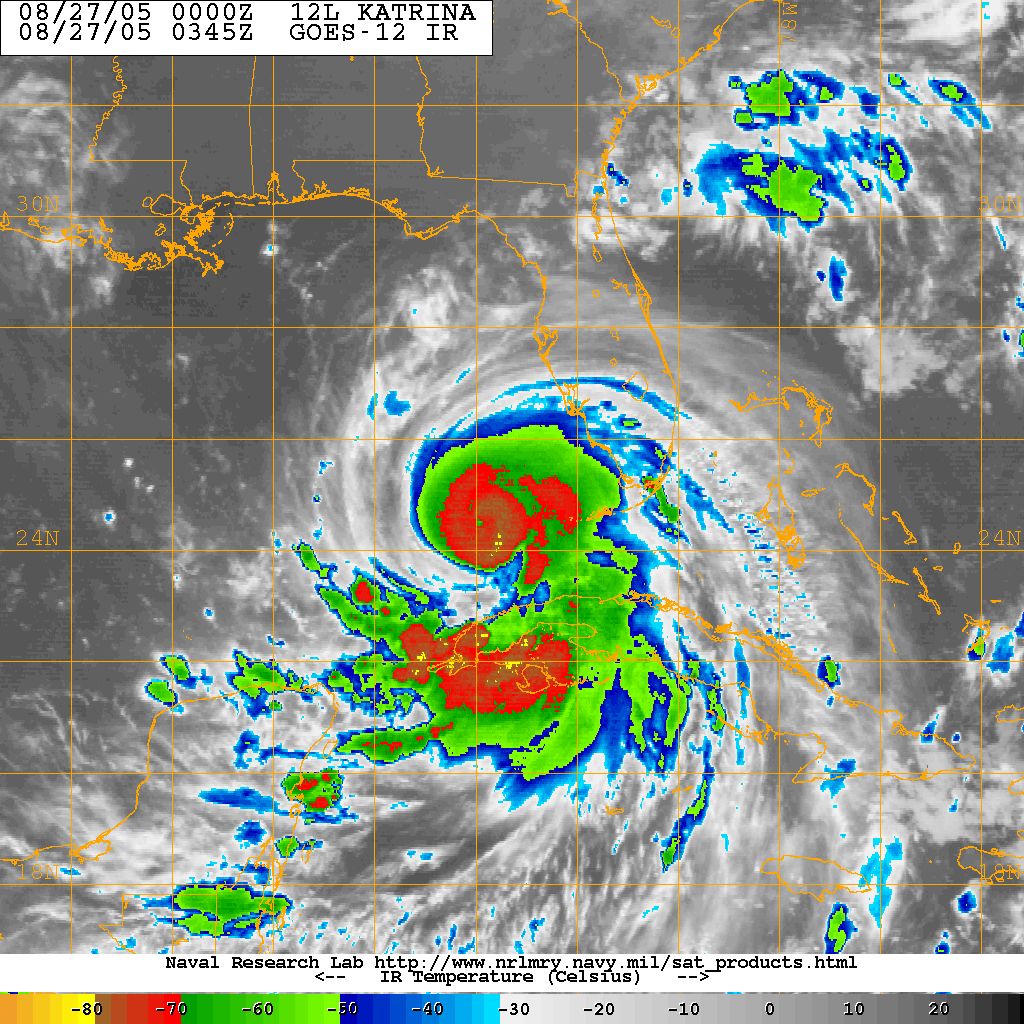 08/27/05 0000Z 12L KATRINA
08/27/05 0345Z GOES-12 IR
78W
30N 30N
24N 24N
18N 18N
Naval Research Lab http://www.nrlmry.navy.mil/sat_products.html
<-- IR Temperature (Celsius) -->
-80 -70 -60 -50 -40 -30 -20 -10 0 10 20